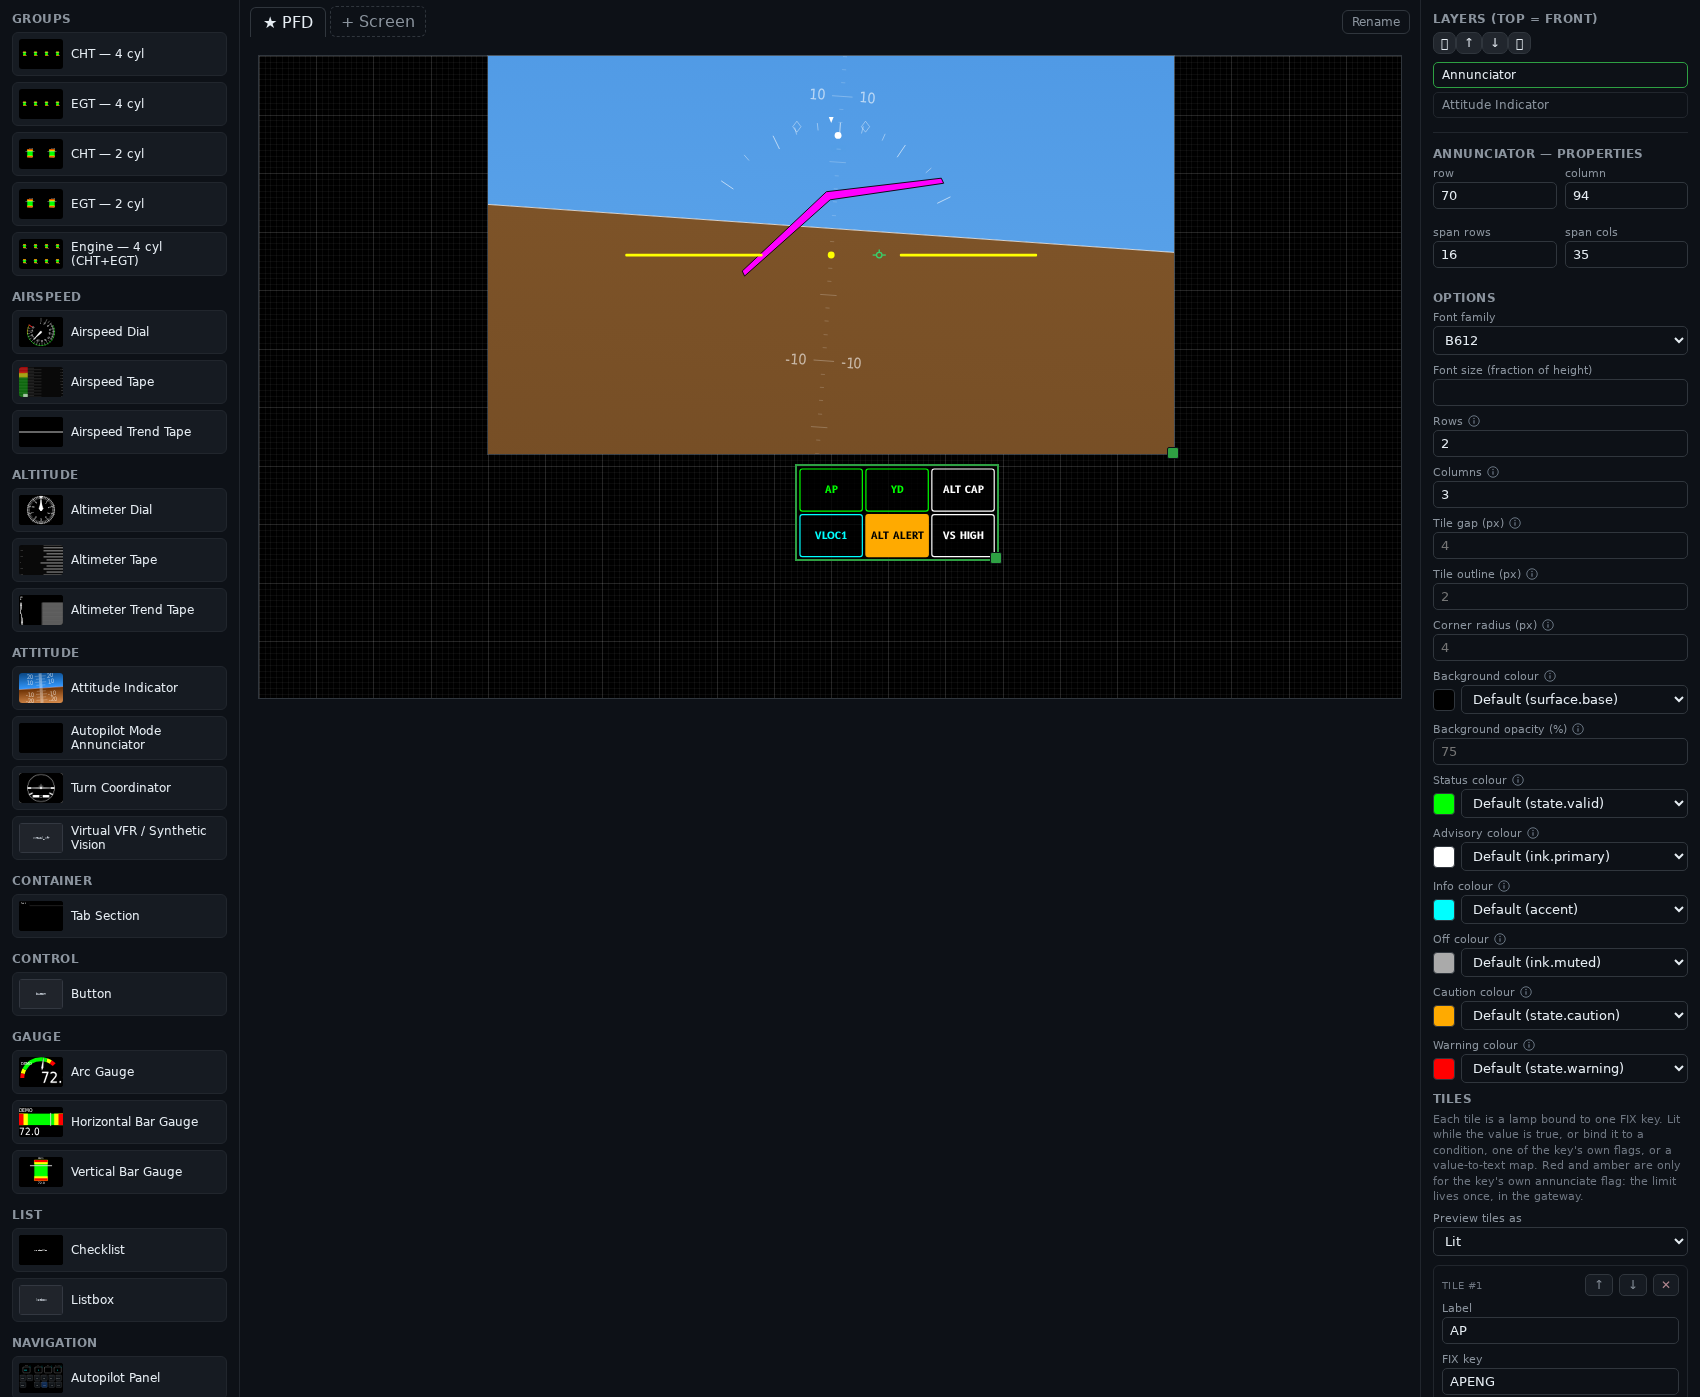 GROUPS
CHT — 4 cyl
EGT — 4 cyl
CHT — 2 cyl
EGT — 2 cyl
Engine — 4 cyl
(CHT+EGT)
AIRSPEED
Airspeed Dial
Airspeed Tape
Airspeed Trend Tape
ALTITUDE
Altimeter Dial
Altimeter Tape
Altimeter Trend Tape
ATTITUDE
Attitude Indicator
Autopilot Mode
Annunciator
Turn Coordinator
Virtual VFR / Synthetic
Vision
CONTAINER
Tab Section
CONTROL
Button
GAUGE
Arc Gauge
72.
DEMO
Horizontal Bar Gauge
72.0
Vertical Bar Gauge
LIST
Checklist
Listbox
NAVIGATION
Autopilot Panel
★ PFD
+ Screen
Rename
10 10
-10 -10
AP YD ALT CAP
VLOC1 ALT ALERT VS HIGH
LAYERS (TOP = FRONT)
↑ ↓
Annunciator
Attitude Indicator
ANNUNCIATOR — PROPERTIES
row column
70 94
span rows span cols
16 35
OPTIONS
Font family
B612
Font size (fraction of height)
Rows ⓘ
2
Columns ⓘ
3
Tile gap (px) ⓘ
4
Tile outline (px) ⓘ
2
Corner radius (px) ⓘ
4
Background colour ⓘ
Default (surface.base)
Background opacity (%) ⓘ
75
Status colour ⓘ
Default (state.valid)
Advisory colour ⓘ
Default (ink.primary)
Info colour ⓘ
Default (accent)
Off colour ⓘ
Default (ink.muted)
Caution colour ⓘ
Default (state.caution)
Warning colour ⓘ
Default (state.warning)
TILES
Each tile is a lamp bound to one FIX key. Lit
while the value is true, or bind it to a
condition, one of the key's own flags, or a
value-to-text map. Red and amber are only
for the key's own annunciate flag: the limit
lives once, in the gateway.
Preview tiles as
Lit
TILE #1 ↑ ↓ ✕
Label
AP
FIX key
APENG